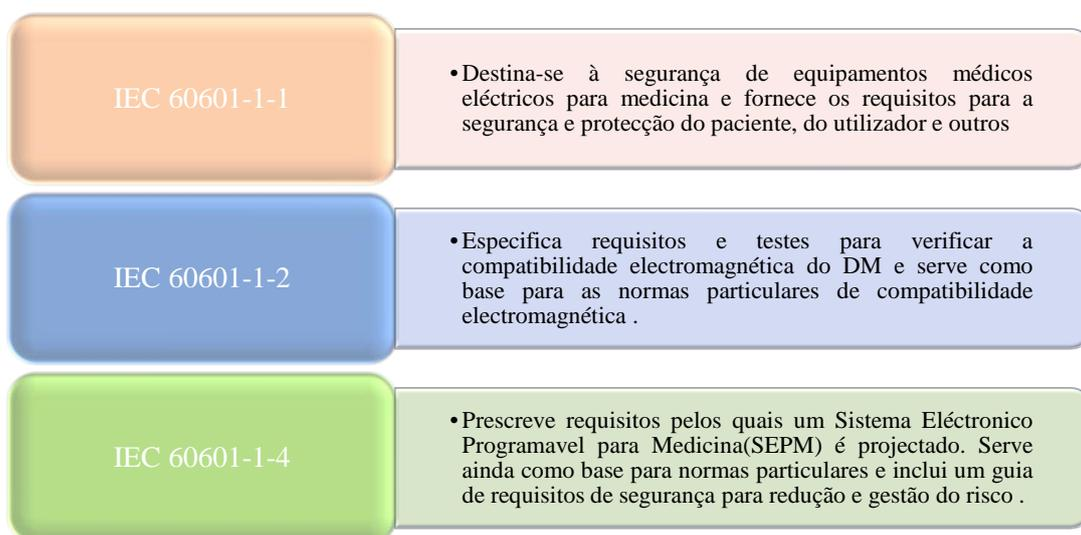 IEC 60601-1-1
•Destina-se à segurança de equipamentos médicos
eléctricos para medicina e fornece os requisitos para a
segurança e protecção do paciente, do utilizador e outros
IEC 60601-1-2
•Especifica requisitos e testes para verificar a
compatibilidade electromagnética do DM e serve como
base para as normas particulares de compatibilidade
electromagnética .
IEC 60601-1-4
•Prescreve requisitos pelos quais um Sistema Eléctronico
Programavel para Medicina(SEPM) é projectado. Serve
ainda como base para normas particulares e inclui um guia
de requisitos de segurança para redução e gestão do risco .